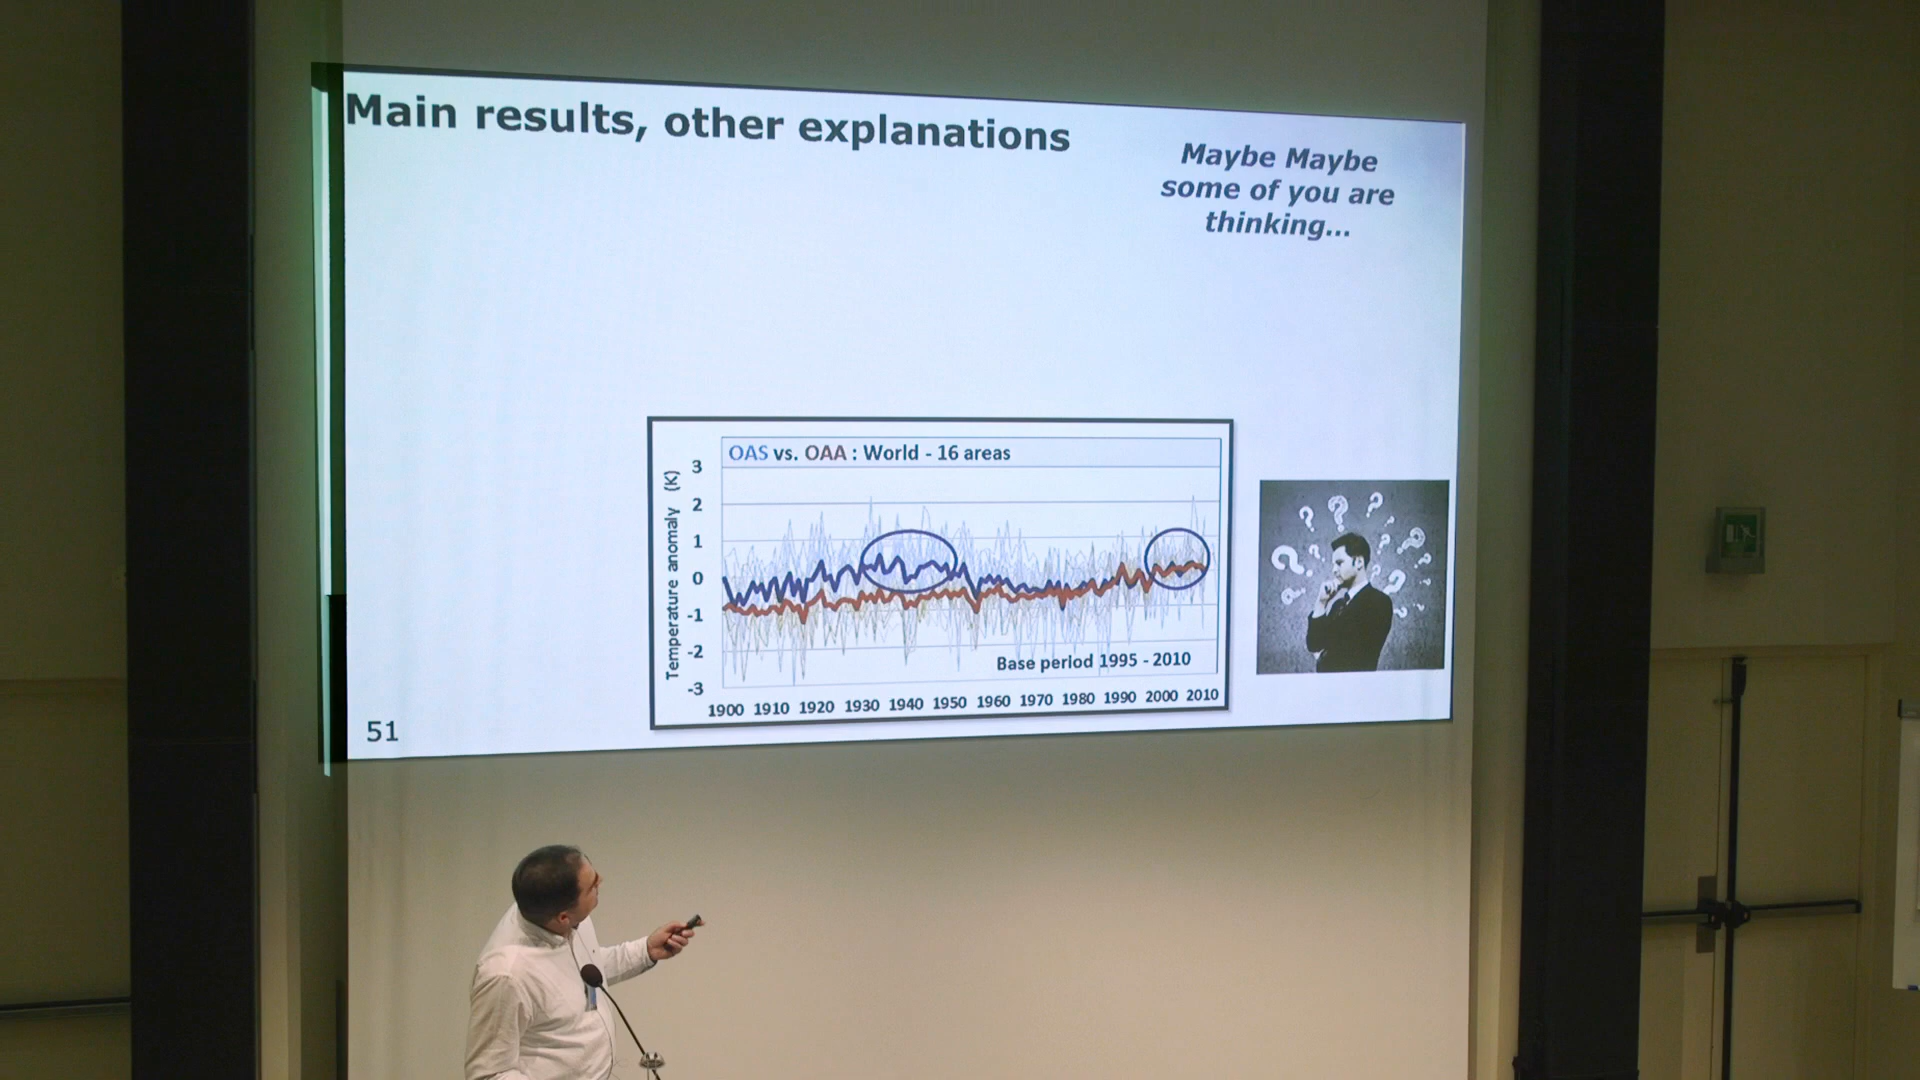 Main results, other explanations
Maybe Maybe
some of you are
thinking...
OAS vs. OAA : World - 16 areas
Temperature anomaly (K)
3
2
1
0
-1
-2
-3
Base period 1995 - 2010
1900 1910 1920 1930 1940 1950 1960 1970 1980 1990 2000 2010
51